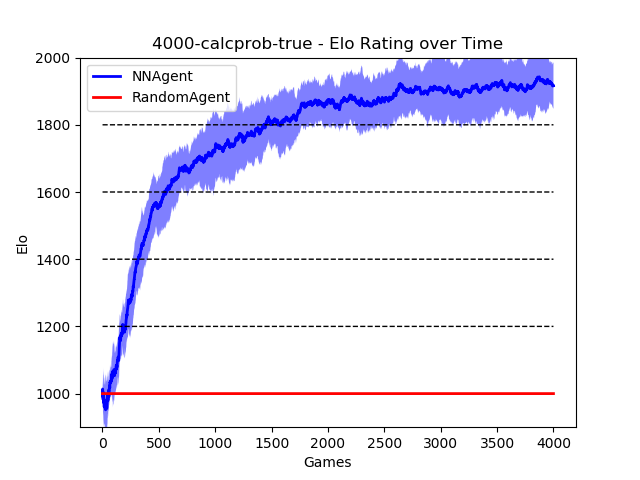 4000-calcprob-true - Elo Rating over Time
NNAgent
RandomAgent
2000
1800
1600
1400
1200
1000
Elo
0 500 1000 1500 2000 2500 3000 3500 4000
Games